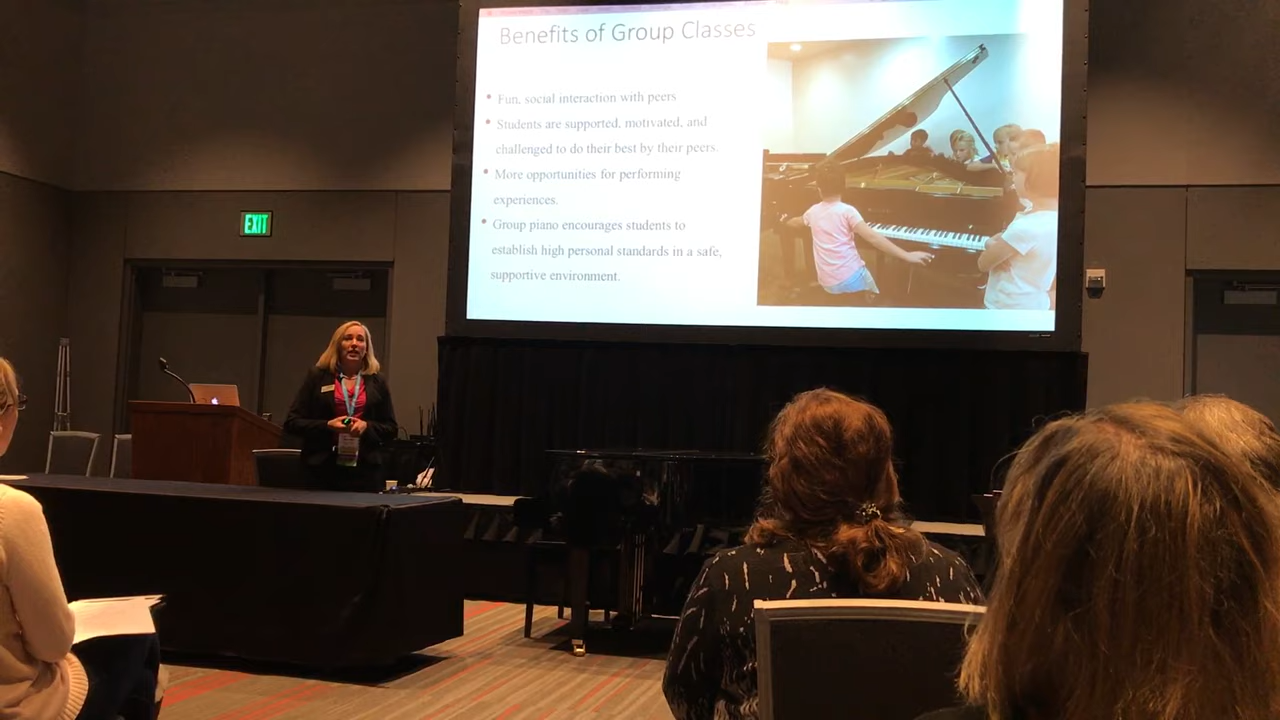 Benefits of Group Classes
• Fun, social interaction with peers
• Students are supported, motivated, and
challenged to do their best by their peers.
• More opportunities for performing
experiences.
• Group piano encourages students to
establish high personal standards in a safe,
supportive environment.
EXIT